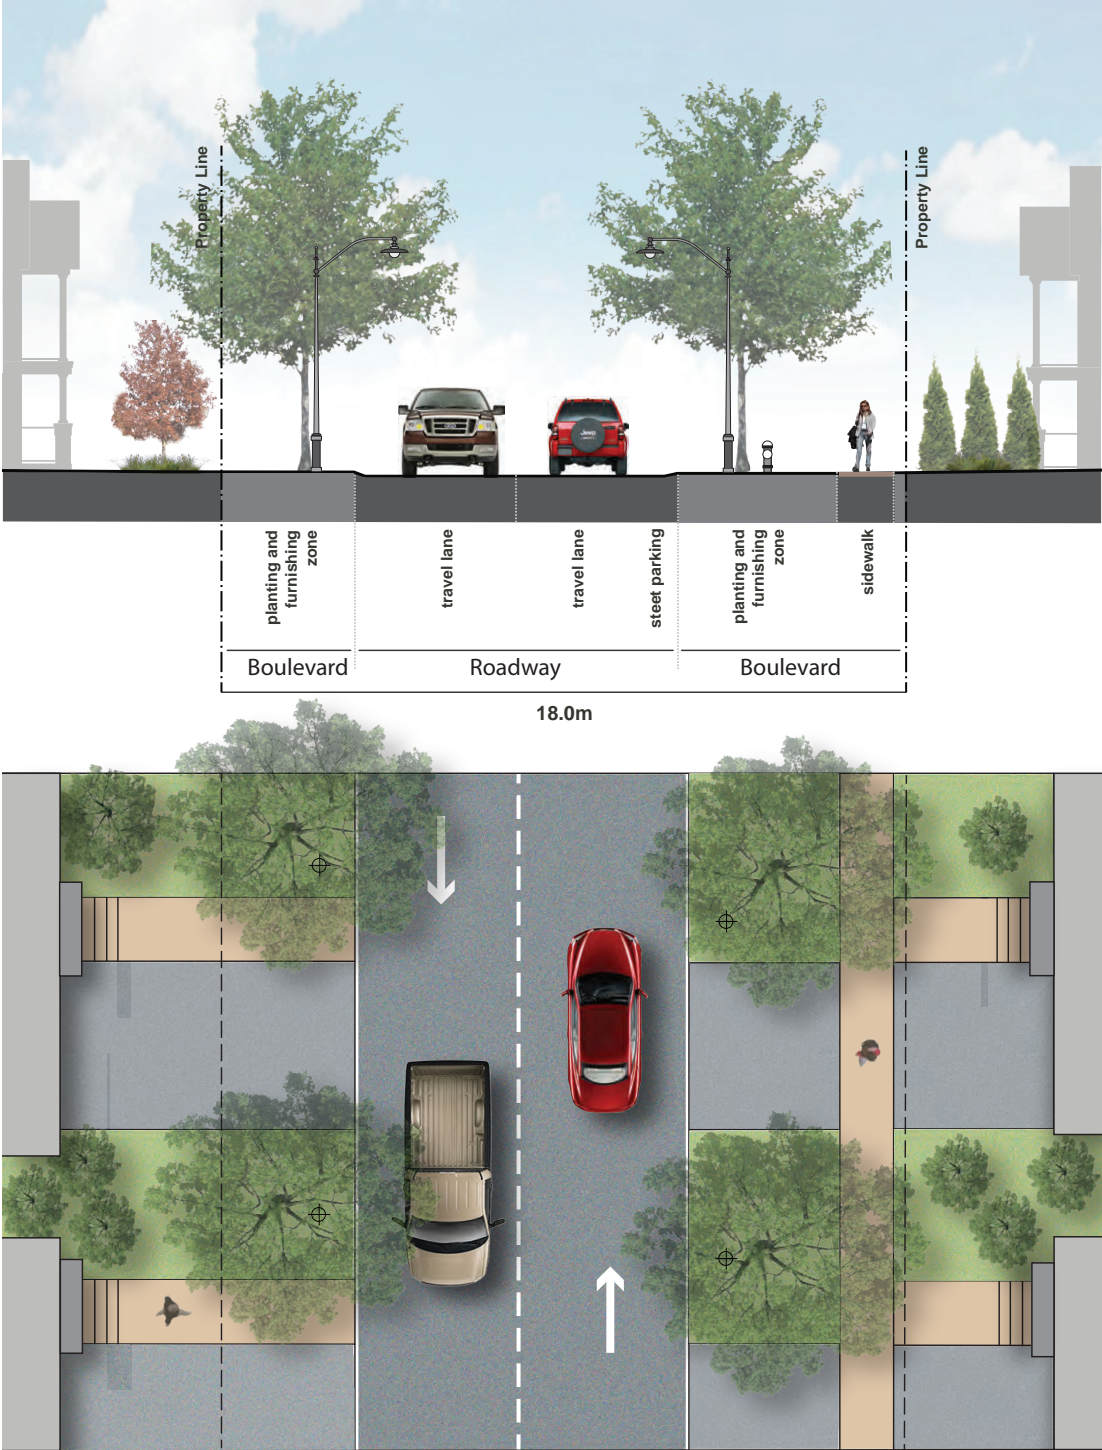 Property Line
Property Line
Jeep
planting and
furnishing
zone
travel lane
travel lane
steet parking
planting and
furnishing
zone
sidewalk
Boulevard
Roadway
Boulevard
18.0m